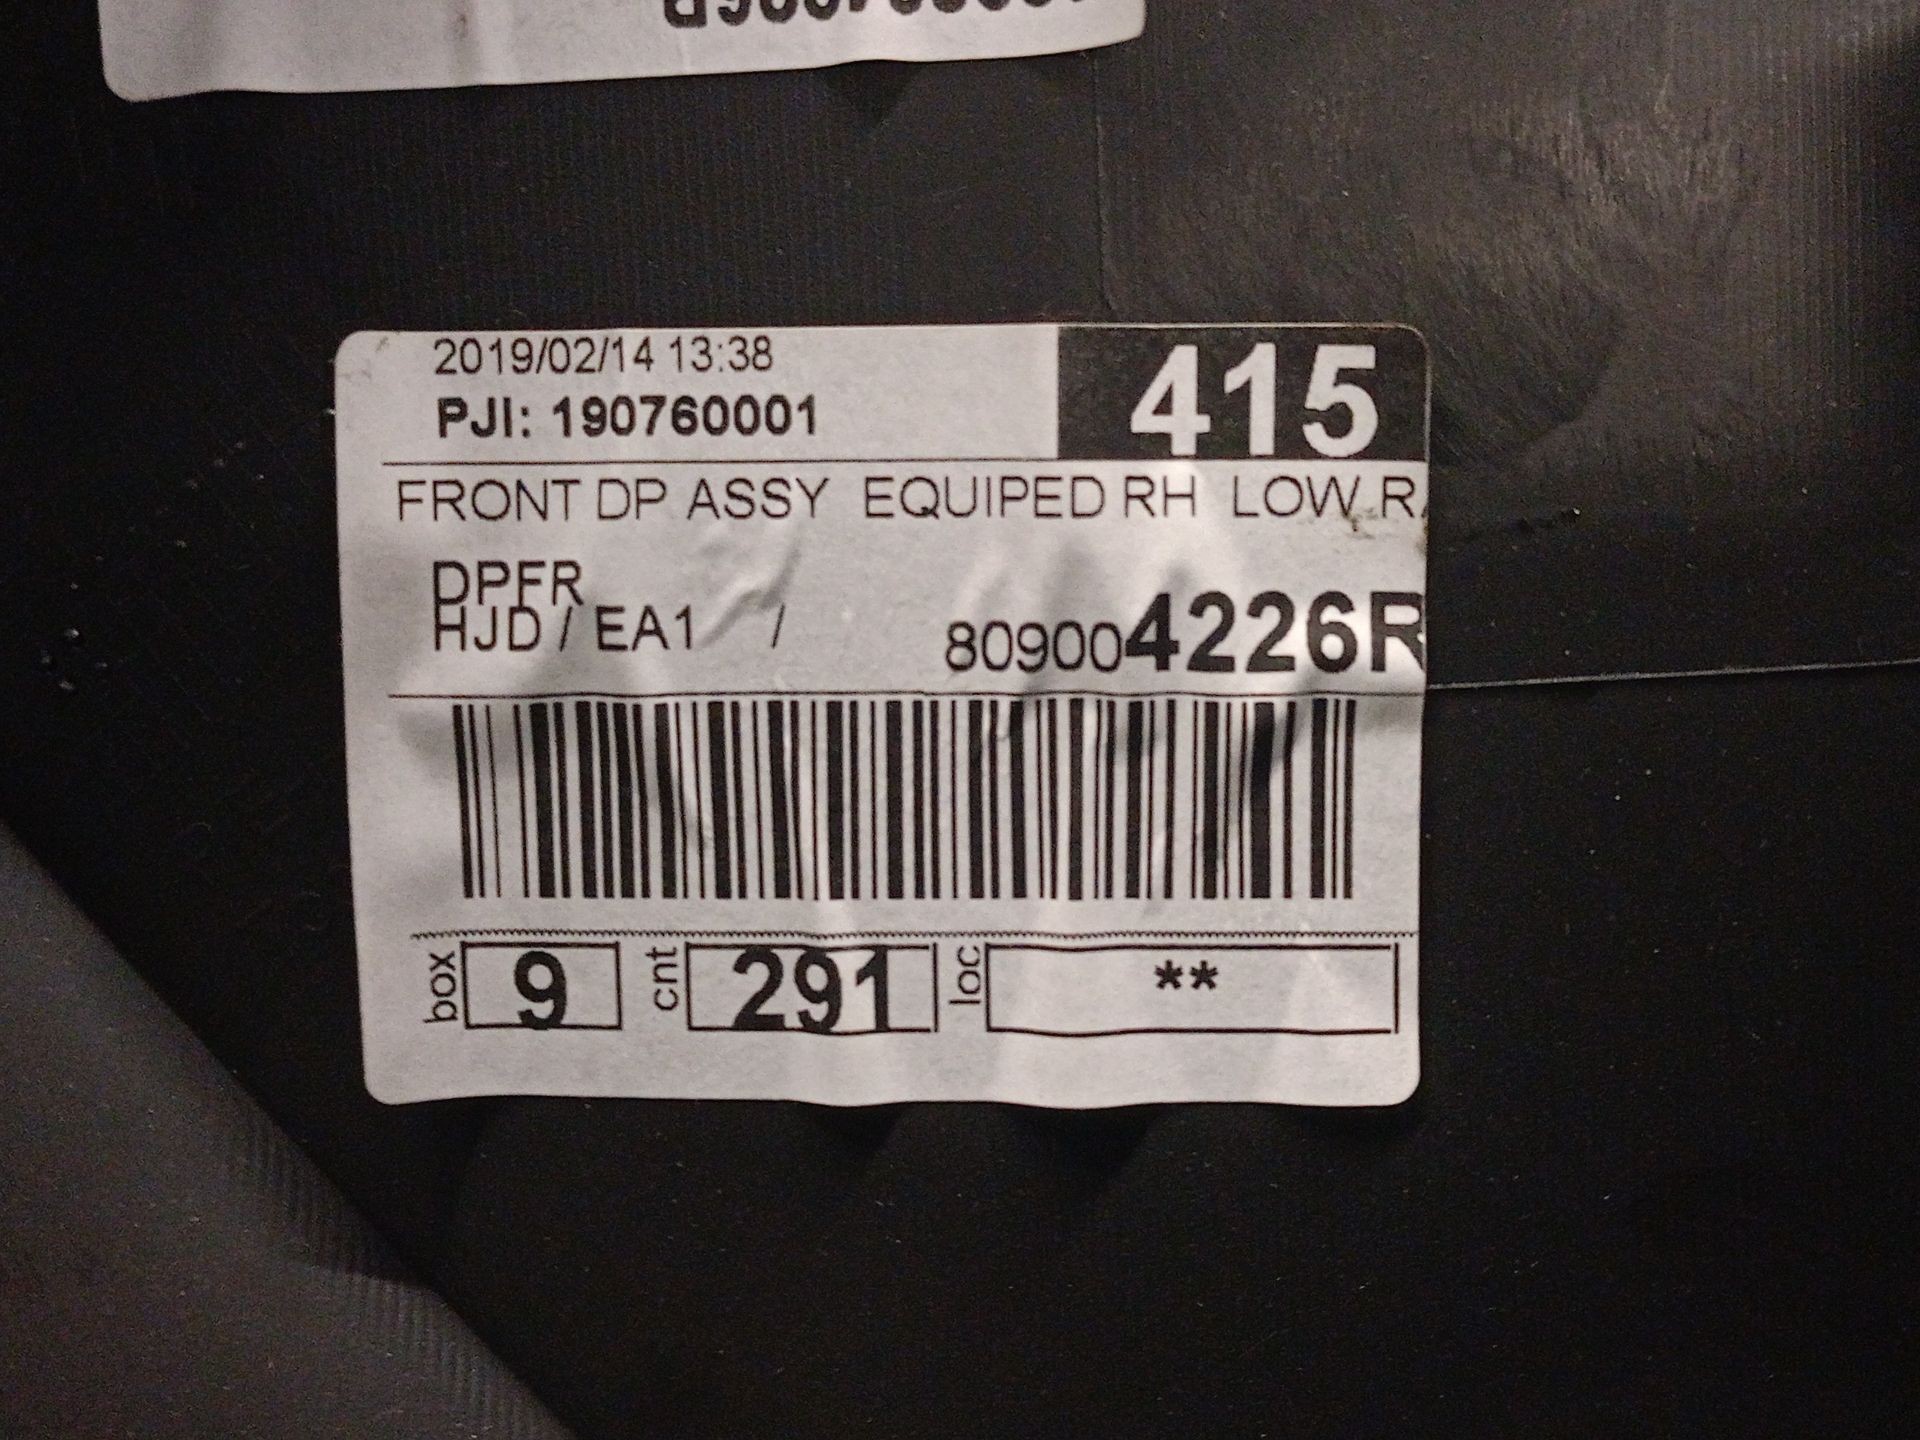 2019/02/14 13:38
415
PJI: 190760001
FRONT DP ASSY EQUIPED RH LOW R
DPFR
HJD / EA1 /
809004226R
box 9 cnt 291 loc **